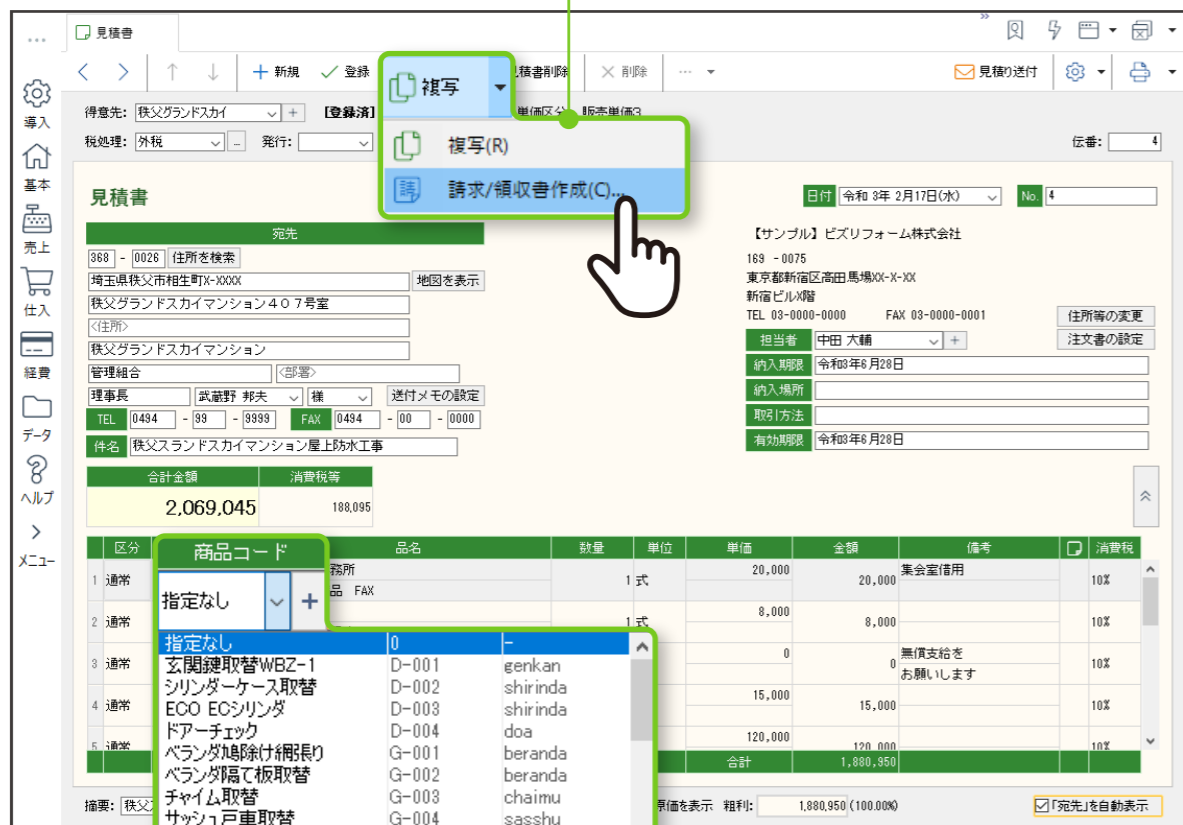 見積書
新規 登録 複写 見積書削除 削除 見積り送付
得意先: 秩父グランドスカイ [登録済] 単価区分 販売単価3
税処理: 外税 発行: 伝番: 4
複写(R)
請求/領収書作成(C)...
導入
基本
売上
仕入
経費
データ
ヘルプ
メニュー
見積書
日付 令和 3年 2月17日(水) No. 4
宛先
368 - 0026 住所を検索
埼玉県秩父市相生町X-XXXX 地図を表示
秩父グランドスカイマンション407号室
<住所>
秩父グランドスカイマンション
管理組合 <部署>
理事長 武蔵野 邦夫 様 送付メモの設定
TEL 0494 - 99 - 9999 FAX 0494 - 00 - 0000
件名 秩父スランドスカイマンション屋上防水工事
【サンプル】ビズリフォーム株式会社
169 -0075
東京都新宿区高田馬場XX-X-XX
新宿ビルX階
TEL 03-0000-0000 FAX 03-0000-0001 住所等の変更
担当者 中田 大輔 注文書の設定
納入期限 令和3年6月28日
納入場所
取引方法
有効期限 令和3年6月28日
合計金額 消費税等
2,069,045 188,095
区分 商品コード 品名 数量 単位 単価 金額 備考 消費税
1 通常 務所 品 FAX 1 式 20,000 20,000 集会室借用 10%
2 通常 1 式 8,000 8,000 10%
3 通常 0 0 無償支給を お願いします 10%
4 通常 15,000 15,000 10%
5 通常 120,000 120,000 10%
合計 1,880,950
指定なし
指定なし 0 -
玄関錠取替WBZ-1 D-001 genkan
シリンダーケース取替 D-002 shirinda
ECO ECシリンダ D-003 shirinda
ドアーチェック D-004 doa
ベランダ鳩除け網張り G-001 beranda
ベランダ隔て板取替 G-002 beranda
チャイム取替 G-003 chaimu
サッシュ戸車取替 G-004 sasshu
摘要: 秩父 原価を表示 粗利: 1,880,950 (100.00%) 「宛先」を自動表示